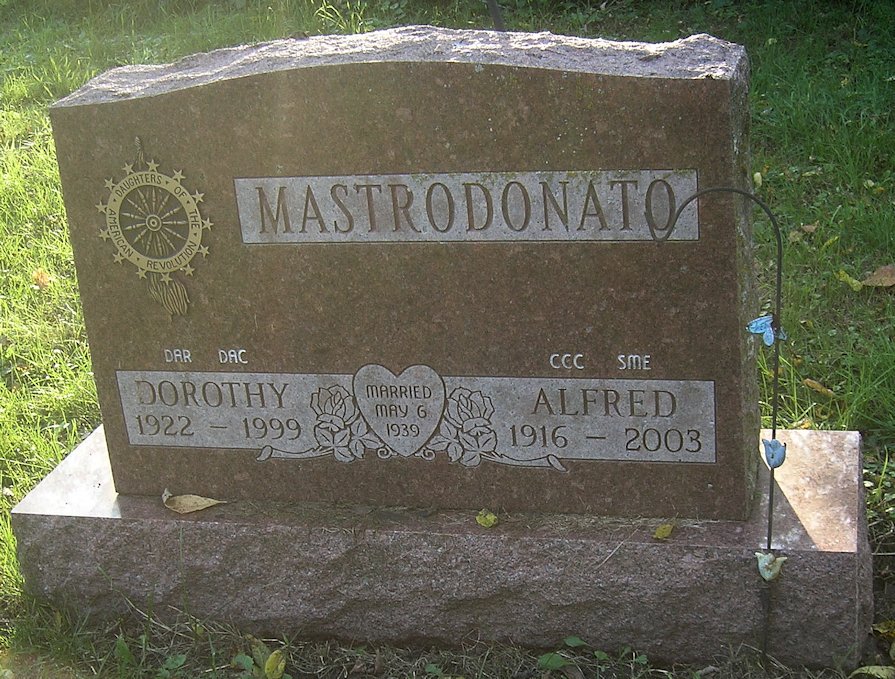 DAUGHTERS OF THE
AMERICAN REVOLUTION
MASTRODONATO
DAR DAC
CCC SME
DOROTHY
1922 – 1999
MARRIED
MAY 6
1939
ALFRED
1916 – 2003